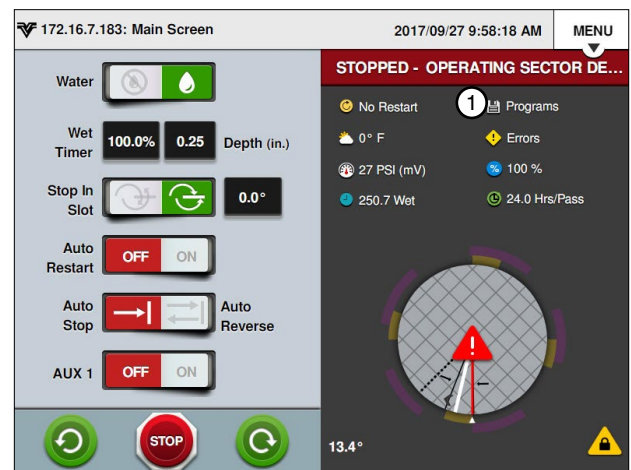 172.16.7.183: Main Screen
2017/09/27 9:58:18 AM
MENU
Water
Wet
Timer
100.0%
0.25
Depth (in.)
Stop In
Slot
0.0°
Auto
Restart
OFF
ON
Auto
Stop
Auto
Reverse
AUX 1
OFF
ON
STOP
STOPPED - OPERATING SECTOR DE...
No Restart
1
Programs
0° F
Errors
27 PSI (mV)
% 100 %
250.7 Wet
24.0 Hrs/Pass
!
13.4°